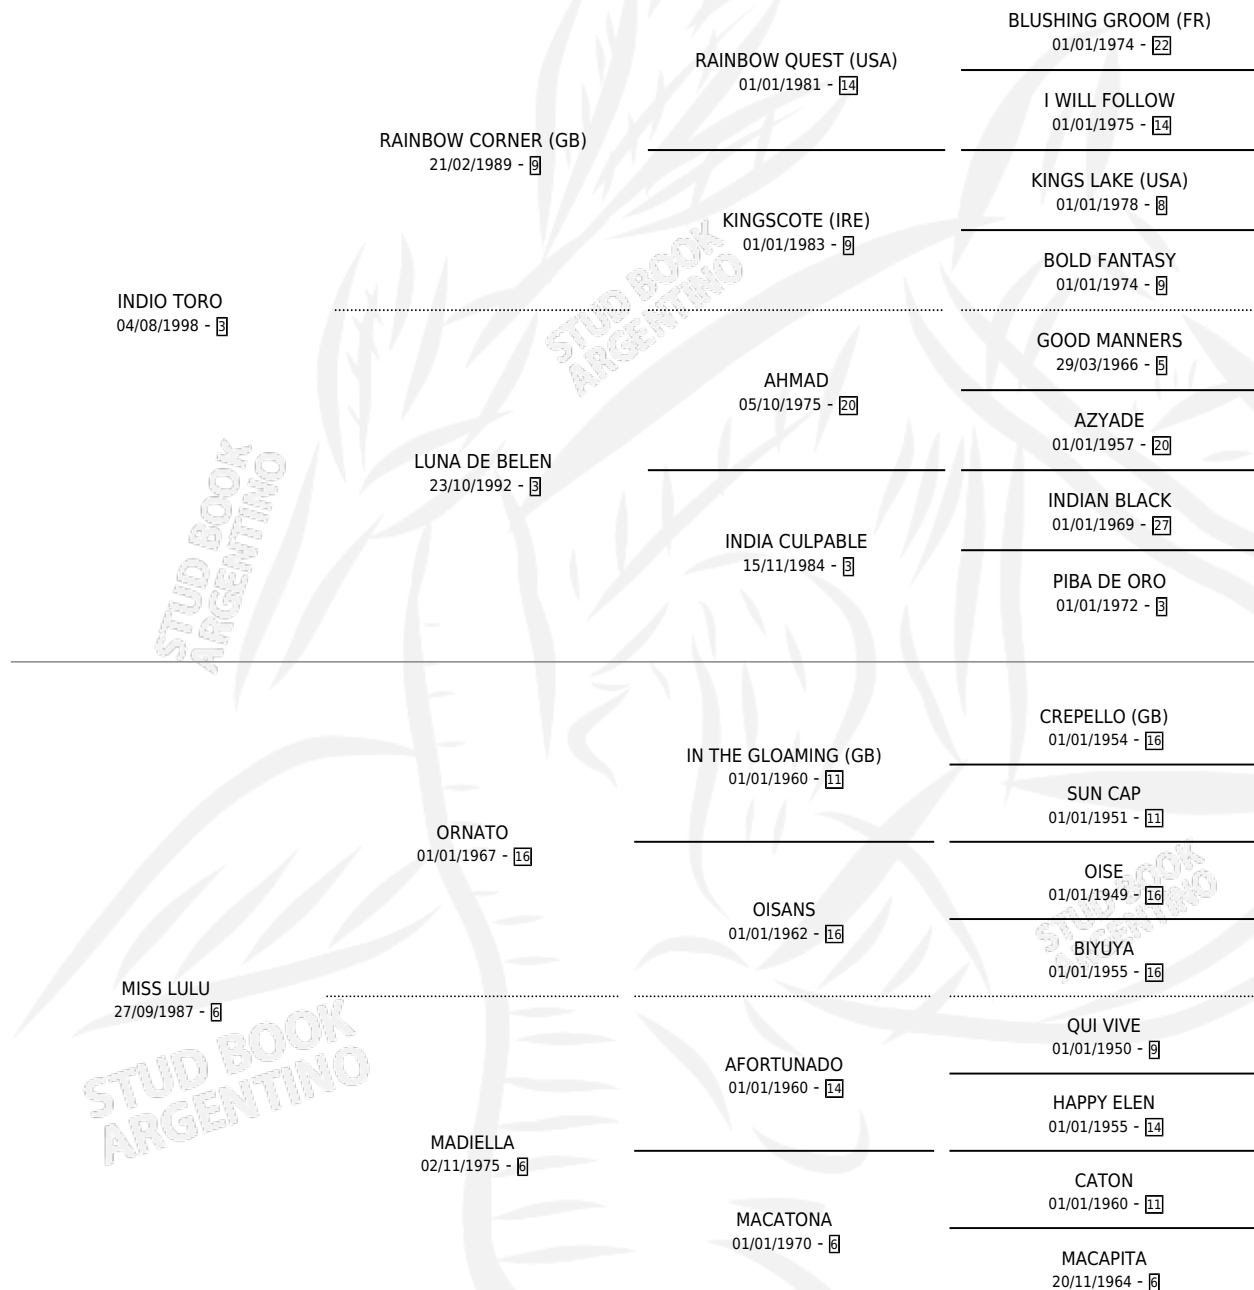 BLUSHING GROOM (FR)
01/01/1974 - 22
RAINBOW QUEST (USA)
01/01/1981 - 14
I WILL FOLLOW
01/01/1975 - 14
RAINBOW CORNER (GB)
21/02/1989 - 9
KINGS LAKE (USA)
01/01/1978 - 8
KINGSCOTE (IRE)
01/01/1983 - 9
BOLD FANTASY
01/01/1974 - 9
INDIO TORO
04/08/1998 - 3
GOOD MANNERS
29/03/1966 - 5
AHMAD
05/10/1975 - 20
AZYADE
01/01/1957 - 20
LUNA DE BELEN
23/10/1992 - 3
INDIAN BLACK
01/01/1969 - 27
INDIA CULPABLE
15/11/1984 - 3
PIBA DE ORO
01/01/1972 - 3
CREPELLO (GB)
01/01/1954 - 16
IN THE GLOAMING (GB)
01/01/1960 - 11
SUN CAP
01/01/1951 - 11
ORNATO
01/01/1967 - 16
OISE
01/01/1949 - 16
OISANS
01/01/1962 - 16
BIYUYA
01/01/1955 - 16
MISS LULU
27/09/1987 - 6
QUI VIVE
01/01/1950 - 9
AFORTUNADO
01/01/1960 - 14
HAPPY ELEN
01/01/1955 - 14
MADIELLA
02/11/1975 - 6
CATON
01/01/1960 - 11
MACATONA
01/01/1970 - 6
MACAPITA
20/11/1964 - 6
STUD BOOK
ARGENTINO
STUD BOOK
ARGENTINO
STUD BOOK
ARGENTINO
STUD BOOK
ARGENTINO